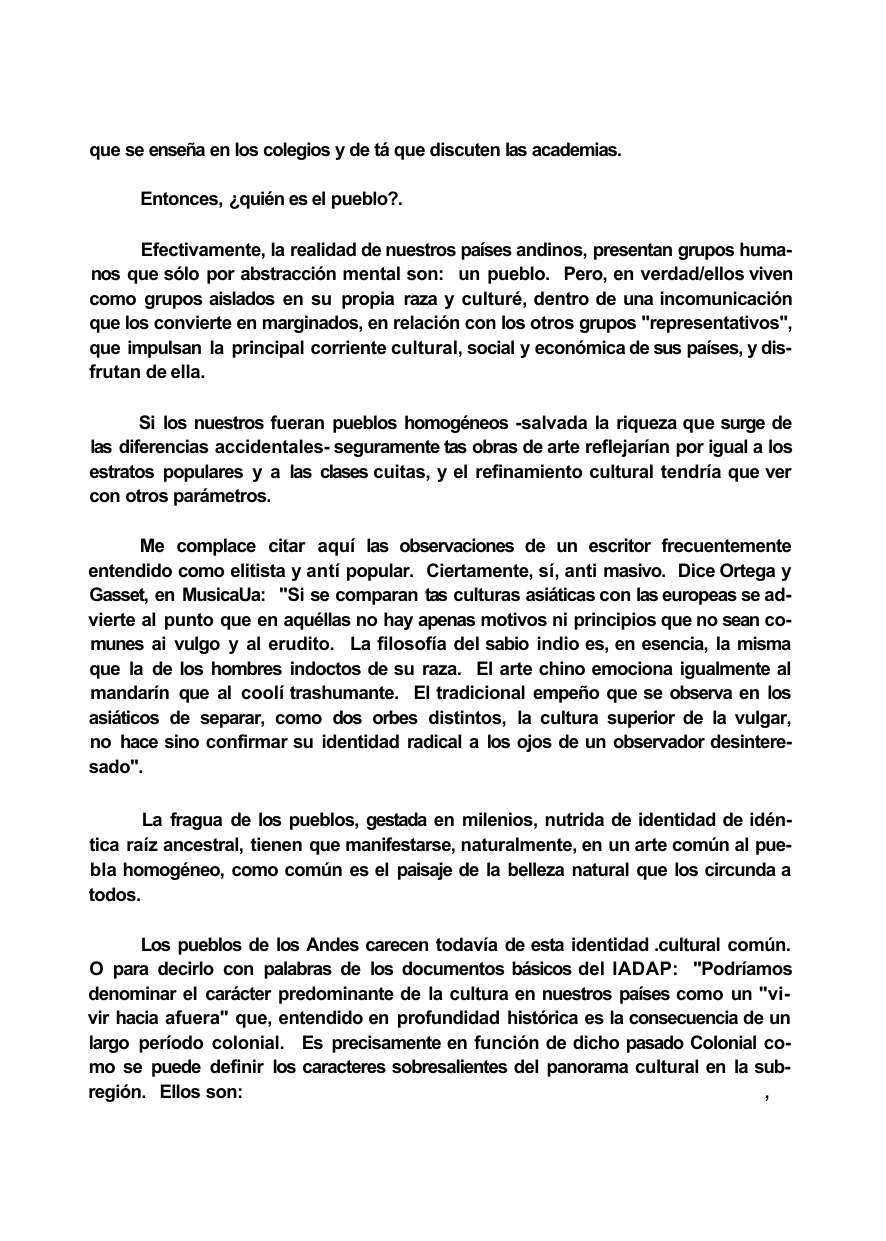 que se enseña en los colegios y de tá que discuten las academias.
Entonces, ¿quién es el pueblo?.
Efectivamente, la realidad de nuestros países andinos, presentan grupos huma-
nos que sólo por abstracción mental son: un pueblo. Pero, en verdad/ellos viven
como grupos aislados en su propia raza y culturé, dentro de una incomunicación
que los convierte en marginados, en relación con los otros grupos "representativos",
que impulsan la principal corriente cultural, social y económica de sus países, y dis-
frutan de ella.
Si los nuestros fueran pueblos homogéneos -salvada la riqueza que surge de
las diferencias accidentales- seguramente tas obras de arte reflejarían por igual a los
estratos populares y a las clases cuitas, y el refinamiento cultural tendría que ver
con otros parámetros.
Me complace citar aquí las observaciones de un escritor frecuentemente
entendido como elitista y antí popular. Ciertamente, sí, anti masivo. Dice Ortega y
Gasset, en MusicaUa: "Si se comparan tas culturas asiáticas con las europeas se ad-
vierte al punto que en aquéllas no hay apenas motivos ni principios que no sean co-
munes ai vulgo y al erudito. La filosofía del sabio indio es, en esencia, la misma
que la de los hombres indoctos de su raza. El arte chino emociona igualmente al
mandarín que al coolí trashumante. El tradicional empeño que se observa en los
asiáticos de separar, como dos orbes distintos, la cultura superior de la vulgar,
no hace sino confirmar su identidad radical a los ojos de un observador desintere-
sado".
La fragua de los pueblos, gestada en milenios, nutrida de identidad de idén-
tica raíz ancestral, tienen que manifestarse, naturalmente, en un arte común al pue-
bla homogéneo, como común es el paisaje de la belleza natural que los circunda a
todos.
Los pueblos de los Andes carecen todavía de esta identidad .cultural común.
O para decirlo con palabras de los documentos básicos del IADAP: "Podríamos
denominar el carácter predominante de la cultura en nuestros países como un "vi-
vir hacia afuera" que, entendido en profundidad histórica es la consecuencia de un
largo período colonial. Es precisamente en función de dicho pasado Colonial co-
mo se puede definir los caracteres sobresalientes del panorama cultural en la sub-
región. Ellos son: ,